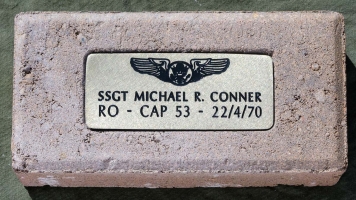 SSGT MICHAEL R. CONNER
RO - CAP 53 - 22/4/70